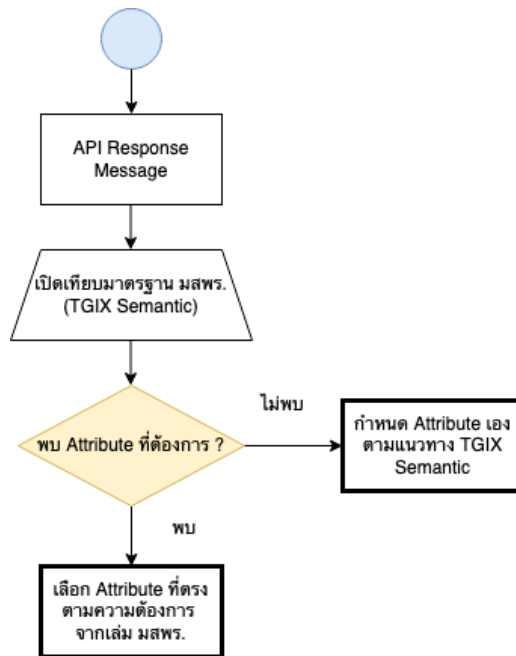 API Response
Message
เปิดเทียบมาตรฐาน มสพร.
(TGIX Semantic)
พบ Attribute ที่ต้องการ ?
ไม่พบ
กำหนด Attribute เอง
ตามแนวทาง TGIX
Semantic
พบ
เลือก Attribute ที่ตรง
ตามความต้องการ
จากเล่ม มสพร.